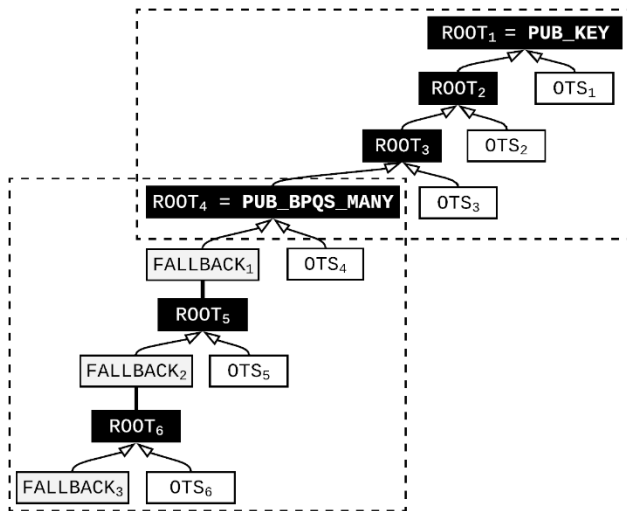 ROOT₁ = PUB_KEY
ROOT₂
OTS₁
ROOT₃
OTS₂
ROOT₄ = PUB_BPQS_MANY
OTS₃
FALLBACK₁
OTS₄
ROOT₅
FALLBACK₂
OTS₅
ROOT₆
FALLBACK₃
OTS₆